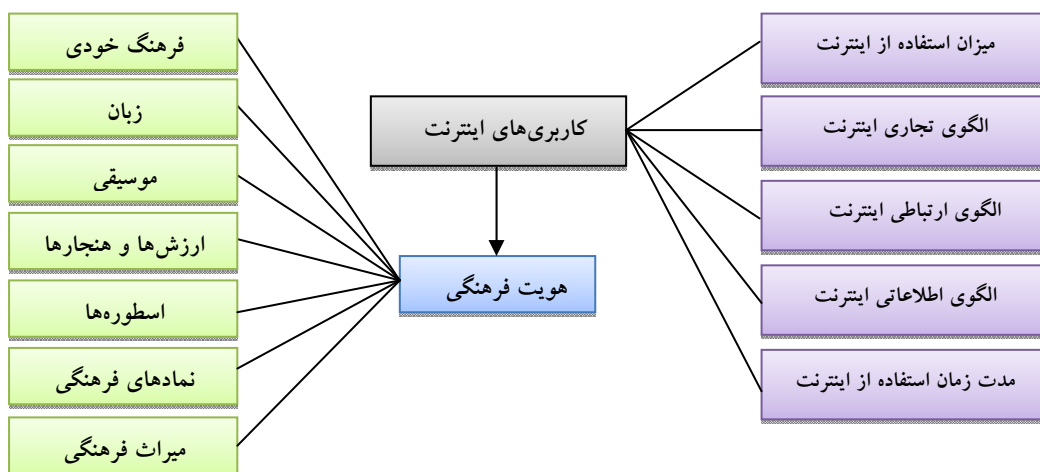 میزان استفاده از اینترنت
الگوی تجاری اینترنت
الگوی ارتباطی اینترنت
الگوی اطلاعاتی اینترنت
مدت زمان استفاده از اینترنت
کاربری‌های اینترنت
هویت فرهنگی
فرهنگ خودی
زبان
موسیقی
ارزش‌ها و هنجارها
اسطوره‌ها
نمادهای فرهنگی
میراث فرهنگی